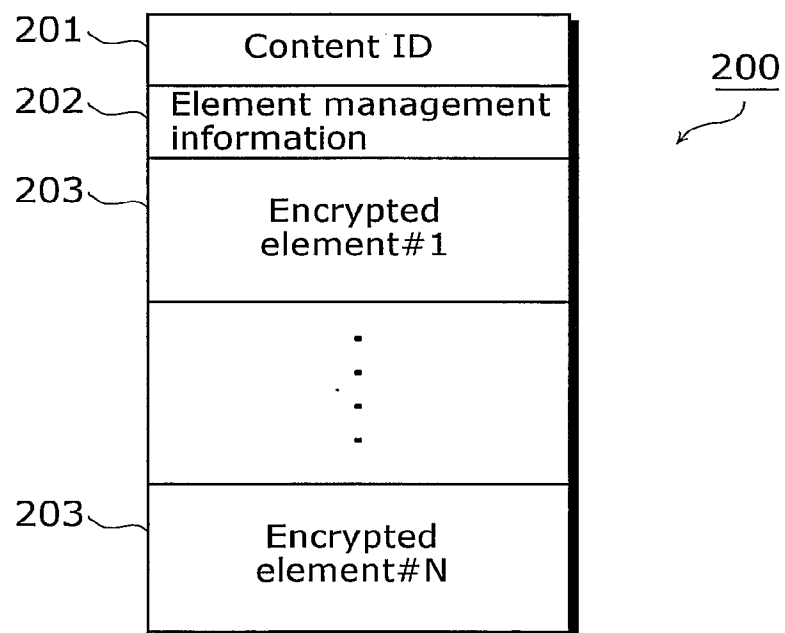 201
Content ID
200
202
Element management
information
203
Encrypted
element#1
203
Encrypted
element#N